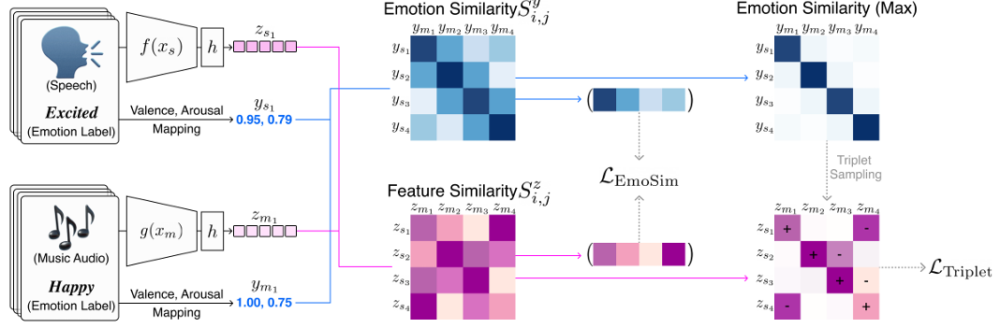 (Speech)
Excited
(Emotion Label)
f(x_s)
h
z_{s_1}
Valence, Arousal
Mapping
y_{s_1}
0.95, 0.79
(Music Audio)
Happy
(Emotion Label)
g(x_m)
h
z_{m_1}
Valence, Arousal
Mapping
y_{m_1}
1.00, 0.75
Emotion Similarity S^y_{i,j}
y_{m_1} y_{m_2} y_{m_3} y_{m_4}
y_{s_1}
y_{s_2}
y_{s_3}
y_{s_4}
( )
L_{EmoSim}
Feature Similarity S^z_{i,j}
z_{m_1} z_{m_2} z_{m_3} z_{m_4}
z_{s_1}
z_{s_2}
z_{s_3}
z_{s_4}
( )
Emotion Similarity (Max)
y_{m_1} y_{m_2} y_{m_3} y_{m_4}
y_{s_1}
y_{s_2}
y_{s_3}
y_{s_4}
Triplet
Sampling
z_{m_1} z_{m_2} z_{m_3} z_{m_4}
z_{s_1} + -
z_{s_2} + -
z_{s_3} + -
z_{s_4} - +
L_{Triplet}